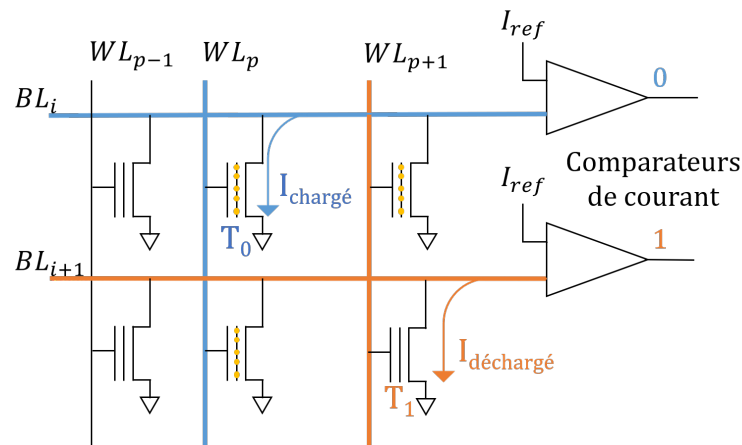 I_ref
WL_{p−1} WL_p WL_{p+1}
0
BL_i
Comparateurs
de courant
I_chargé
I_ref
T_0
1
BL_{i+1}
I_déchargé
T_1